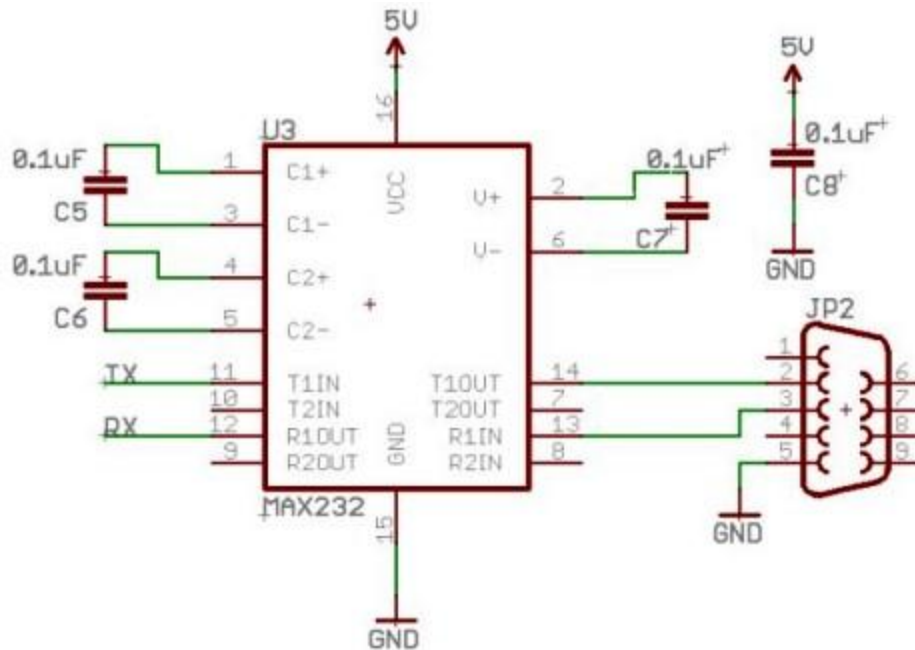 5V
5V
16
U3
0.1uF
1
C1+
VCC
0.1uF
0.1uF
2
V+
C8
C5
3
C1-
C7
6
V-
0.1uF
4
C2+
GND
C6
5
C2-
JP2
1
TX
11
T1IN
T1OUT
14
2
6
10
T2IN
T2OUT
7
3
7
RX
12
R1OUT
GND
R1IN
13
4
8
9
R2OUT
R2IN
8
5
9
MAX232
15
GND
GND